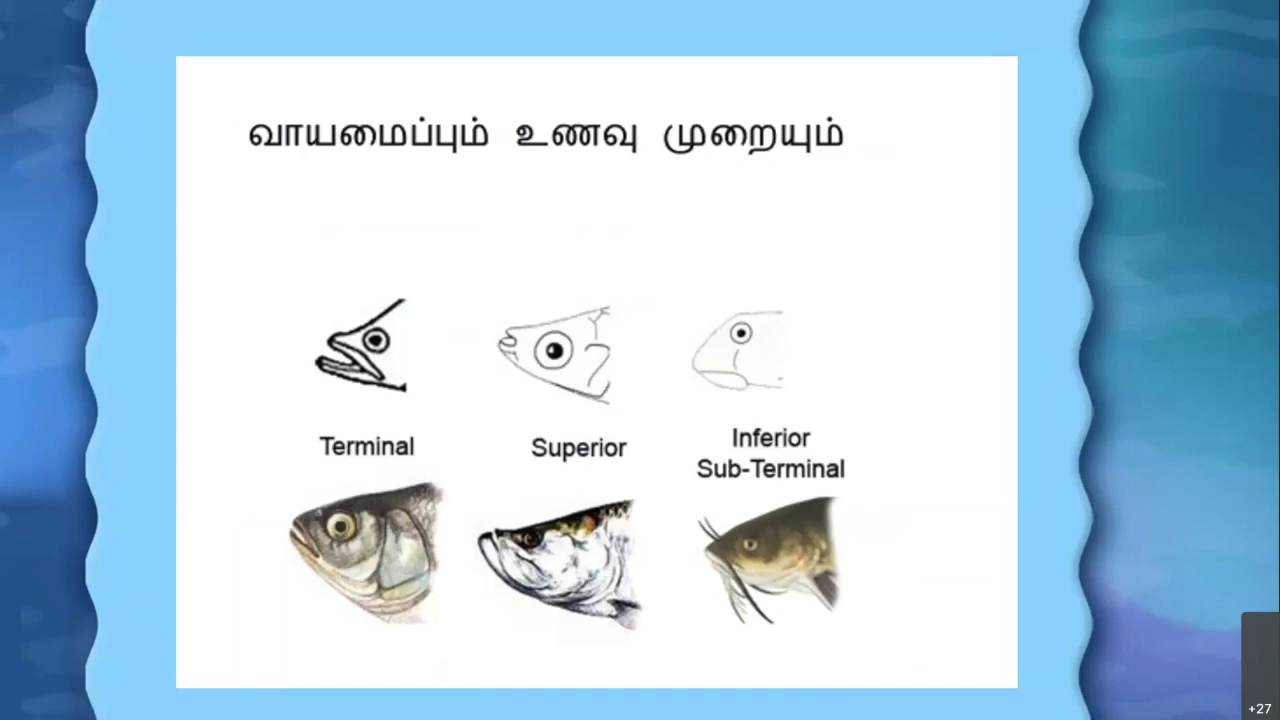 வாயமைப்பும் உணவு முறையும்
Terminal
Superior
Inferior
Sub-Terminal
+27